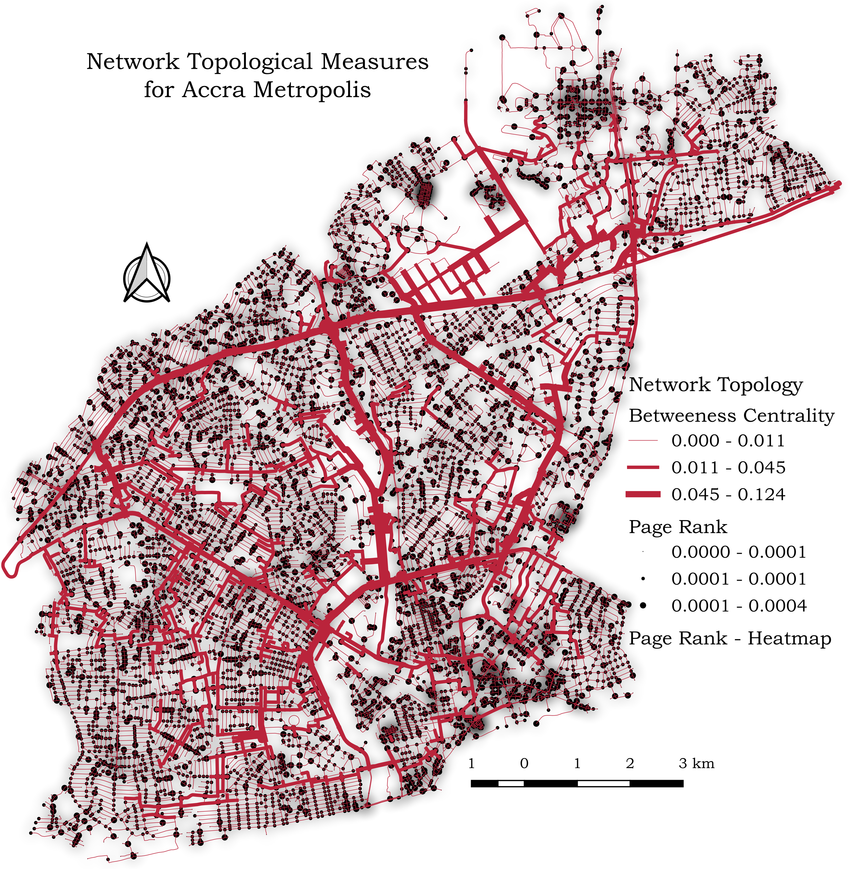 Network Topological Measures
for Accra Metropolis
Network Topology
Betweeness Centrality
0.000 - 0.011
0.011 - 0.045
0.045 - 0.124
Page Rank
0.0000 - 0.0001
0.0001 - 0.0001
0.0001 - 0.0004
Page Rank - Heatmap
1 0 1 2 3 km